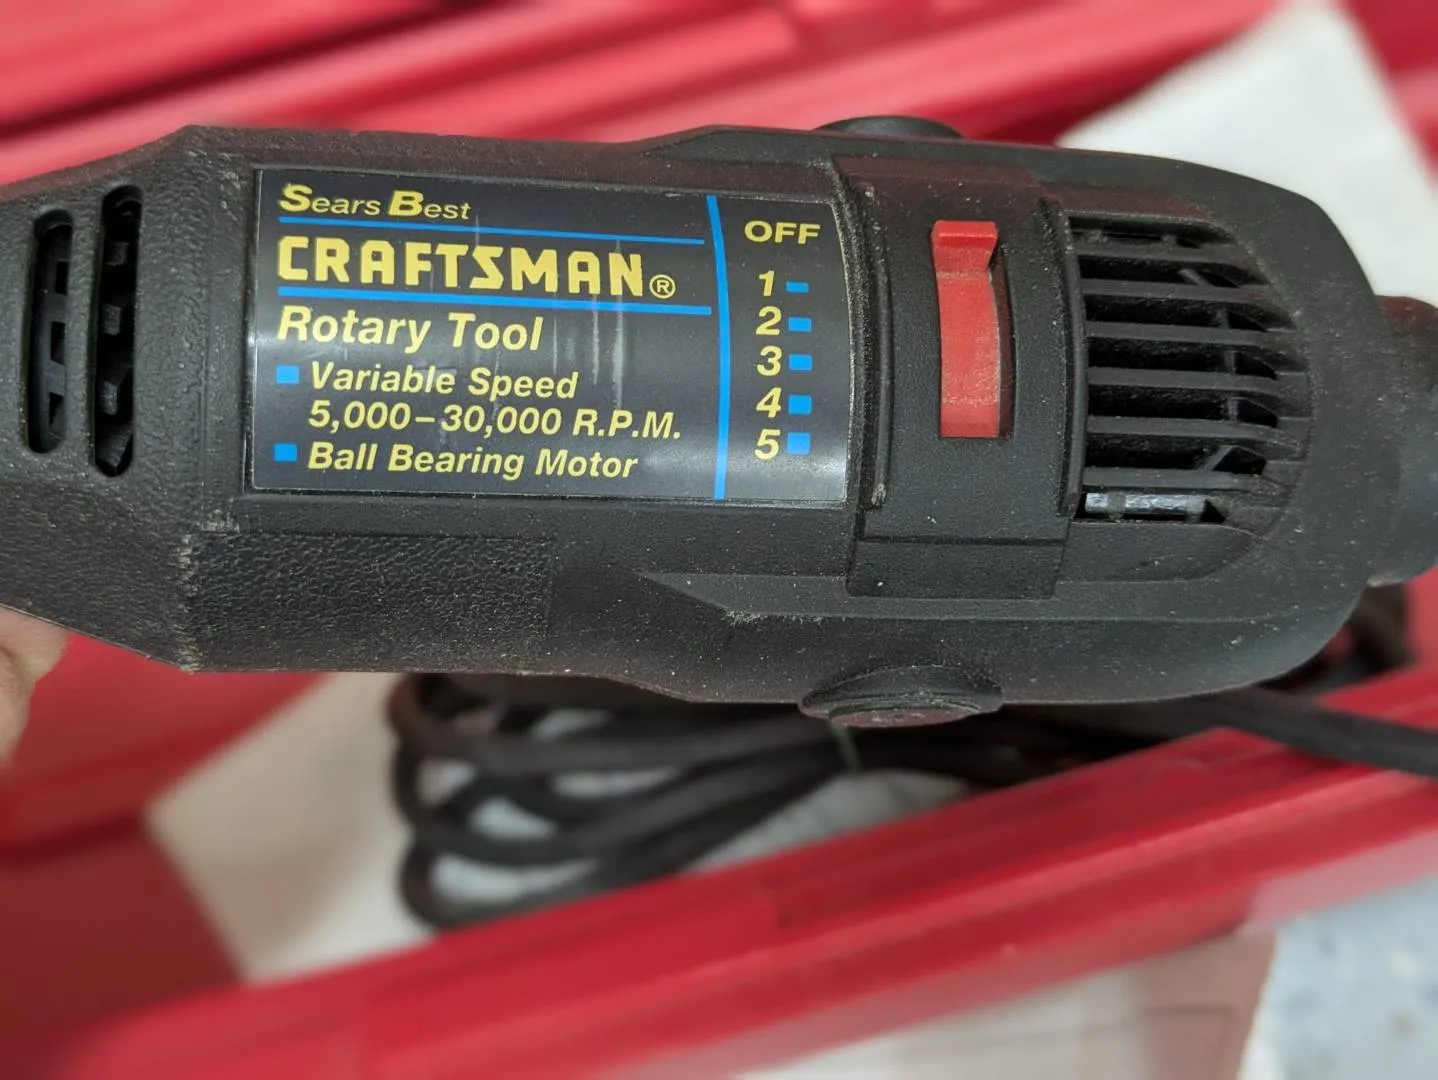 Sears Best
CRAFTSMAN®
Rotary Tool
Variable Speed
5,000–30,000 R.P.M.
Ball Bearing Motor
OFF
1
2
3
4
5